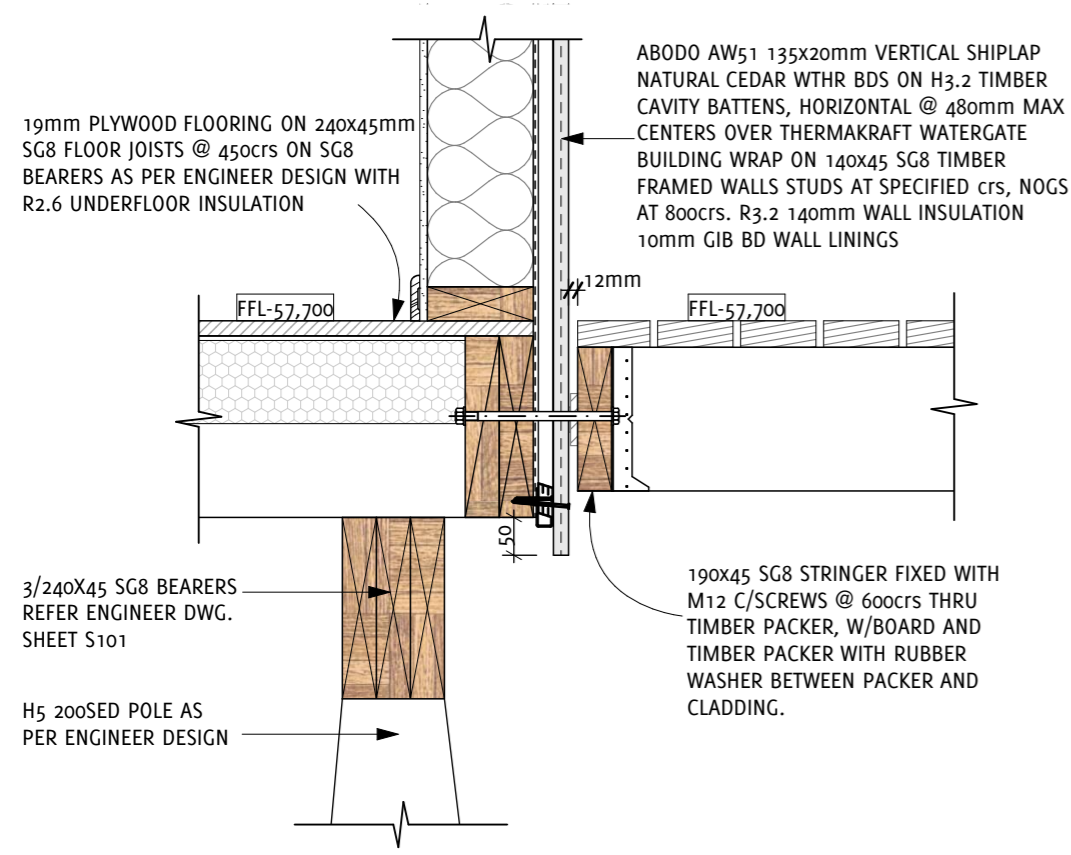 ABODO AW51 135x20mm VERTICAL SHIPLAP
NATURAL CEDAR WTHR BDS ON H3.2 TIMBER
CAVITY BATTENS, HORIZONTAL @ 480mm MAX
CENTERS OVER THERMAKRAFT WATERGATE
BUILDING WRAP ON 140x45 SG8 TIMBER
FRAMED WALLS STUDS AT SPECIFIED crs, NOGS
AT 800crs. R3.2 140mm WALL INSULATION
10mm GIB BD WALL LININGS
19mm PLYWOOD FLOORING ON 240x45mm
SG8 FLOOR JOISTS @ 450crs ON SG8
BEARERS AS PER ENGINEER DESIGN WITH
R2.6 UNDERFLOOR INSULATION
12mm
FFL-57,700
FFL-57,700
50
3/240X45 SG8 BEARERS
REFER ENGINEER DWG.
SHEET S101
190x45 SG8 STRINGER FIXED WITH
M12 C/SCREWS @ 600crs THRU
TIMBER PACKER, W/BOARD AND
TIMBER PACKER WITH RUBBER
WASHER BETWEEN PACKER AND
CLADDING.
H5 200SED POLE AS
PER ENGINEER DESIGN